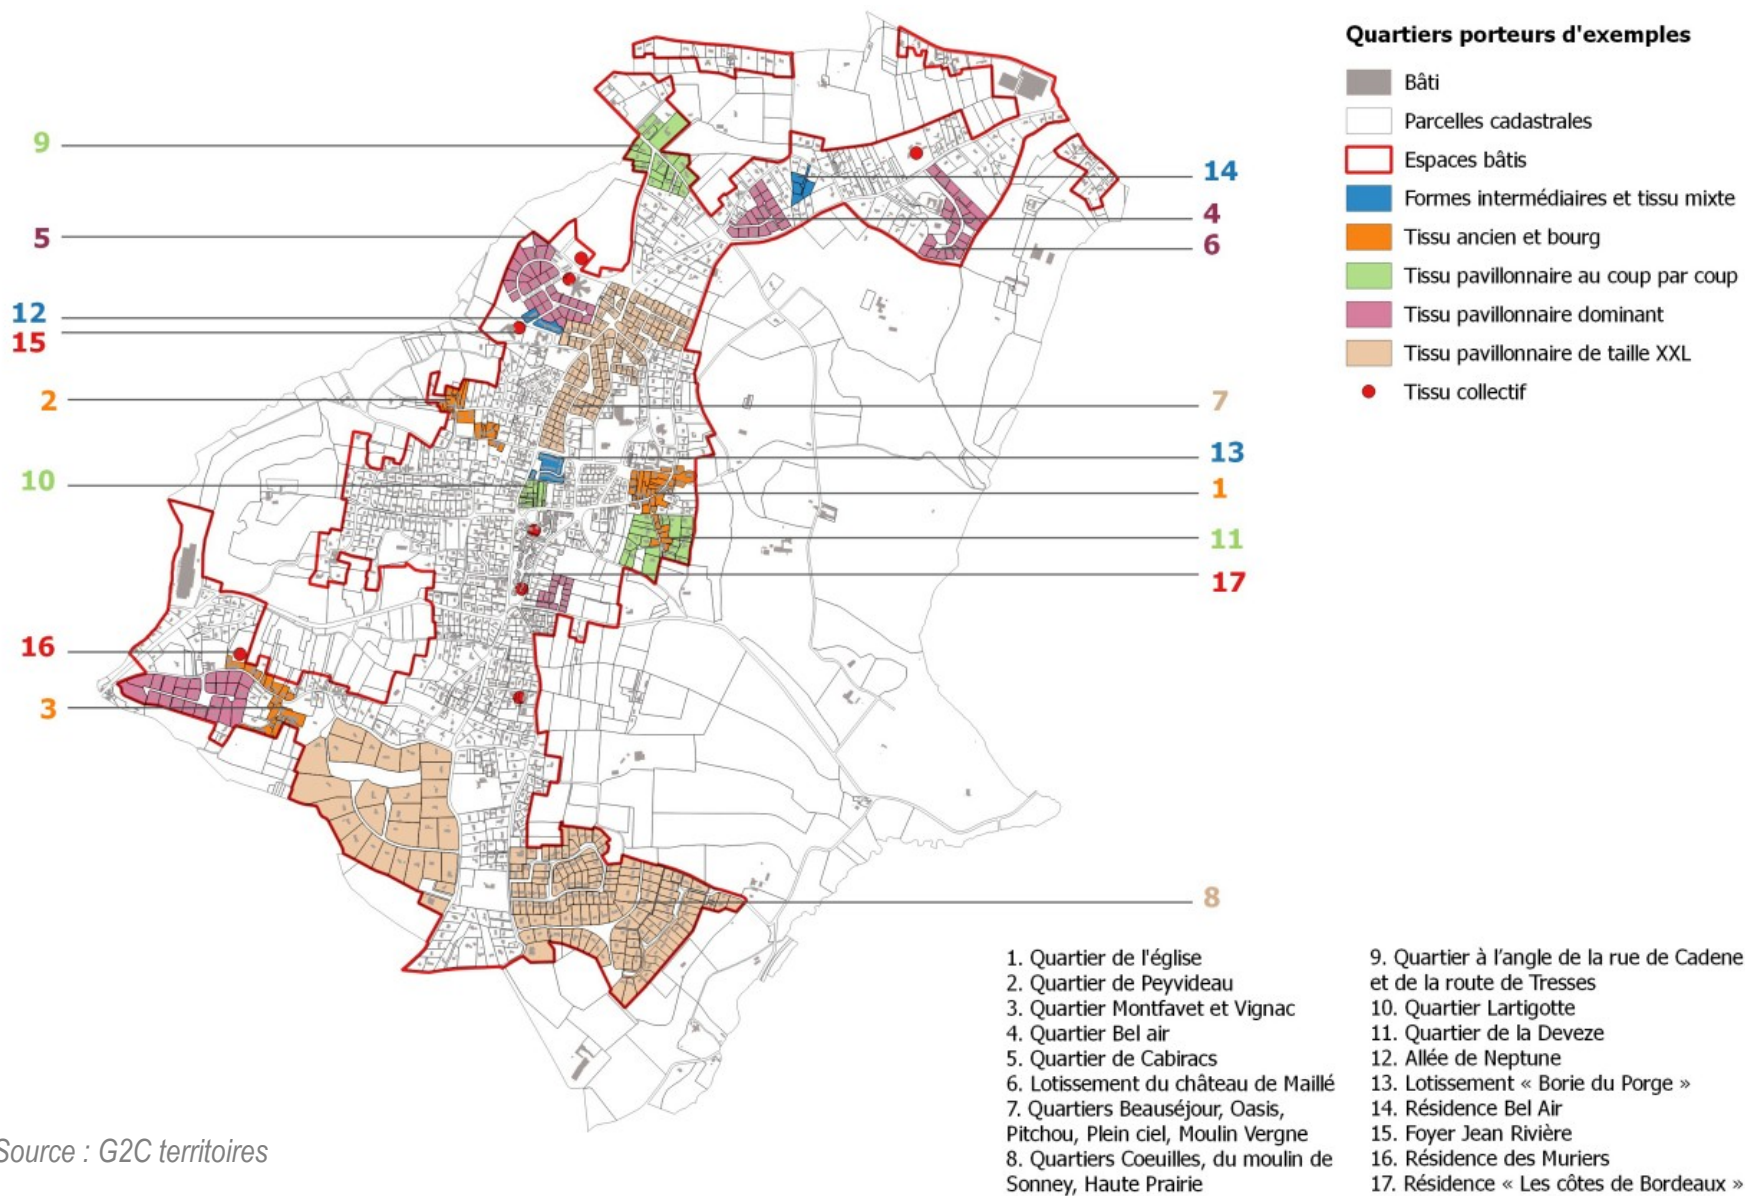 Quartiers porteurs d'exemples
Bâti
Parcelles cadastrales
Espaces bâtis
Formes intermédiaires et tissu mixte
Tissu ancien et bourg
Tissu pavillonnaire au coup par coup
Tissu pavillonnaire dominant
Tissu pavillonnaire de taille XXL
Tissu collectif
9
14
4
5
6
12
15
2
7
13
10
1
11
17
16
3
8
1. Quartier de l'église
2. Quartier de Peyvideau
3. Quartier Montfavet et Vignac
4. Quartier Bel air
5. Quartier de Cabiracs
6. Lotissement du château de Maillé
7. Quartiers Beauséjour, Oasis,
Pitchou, Plein ciel, Moulin Vergne
8. Quartiers Coeuilles, du moulin de
Sonney, Haute Prairie
9. Quartier à l'angle de la rue de Cadene
et de la route de Tresses
10. Quartier Lartigotte
11. Quartier de la Deveze
12. Allée de Neptune
13. Lotissement « Borie du Porge »
14. Résidence Bel Air
15. Foyer Jean Rivière
16. Résidence des Muriers
17. Résidence « Les côtes de Bordeaux »
Source : G2C territoires